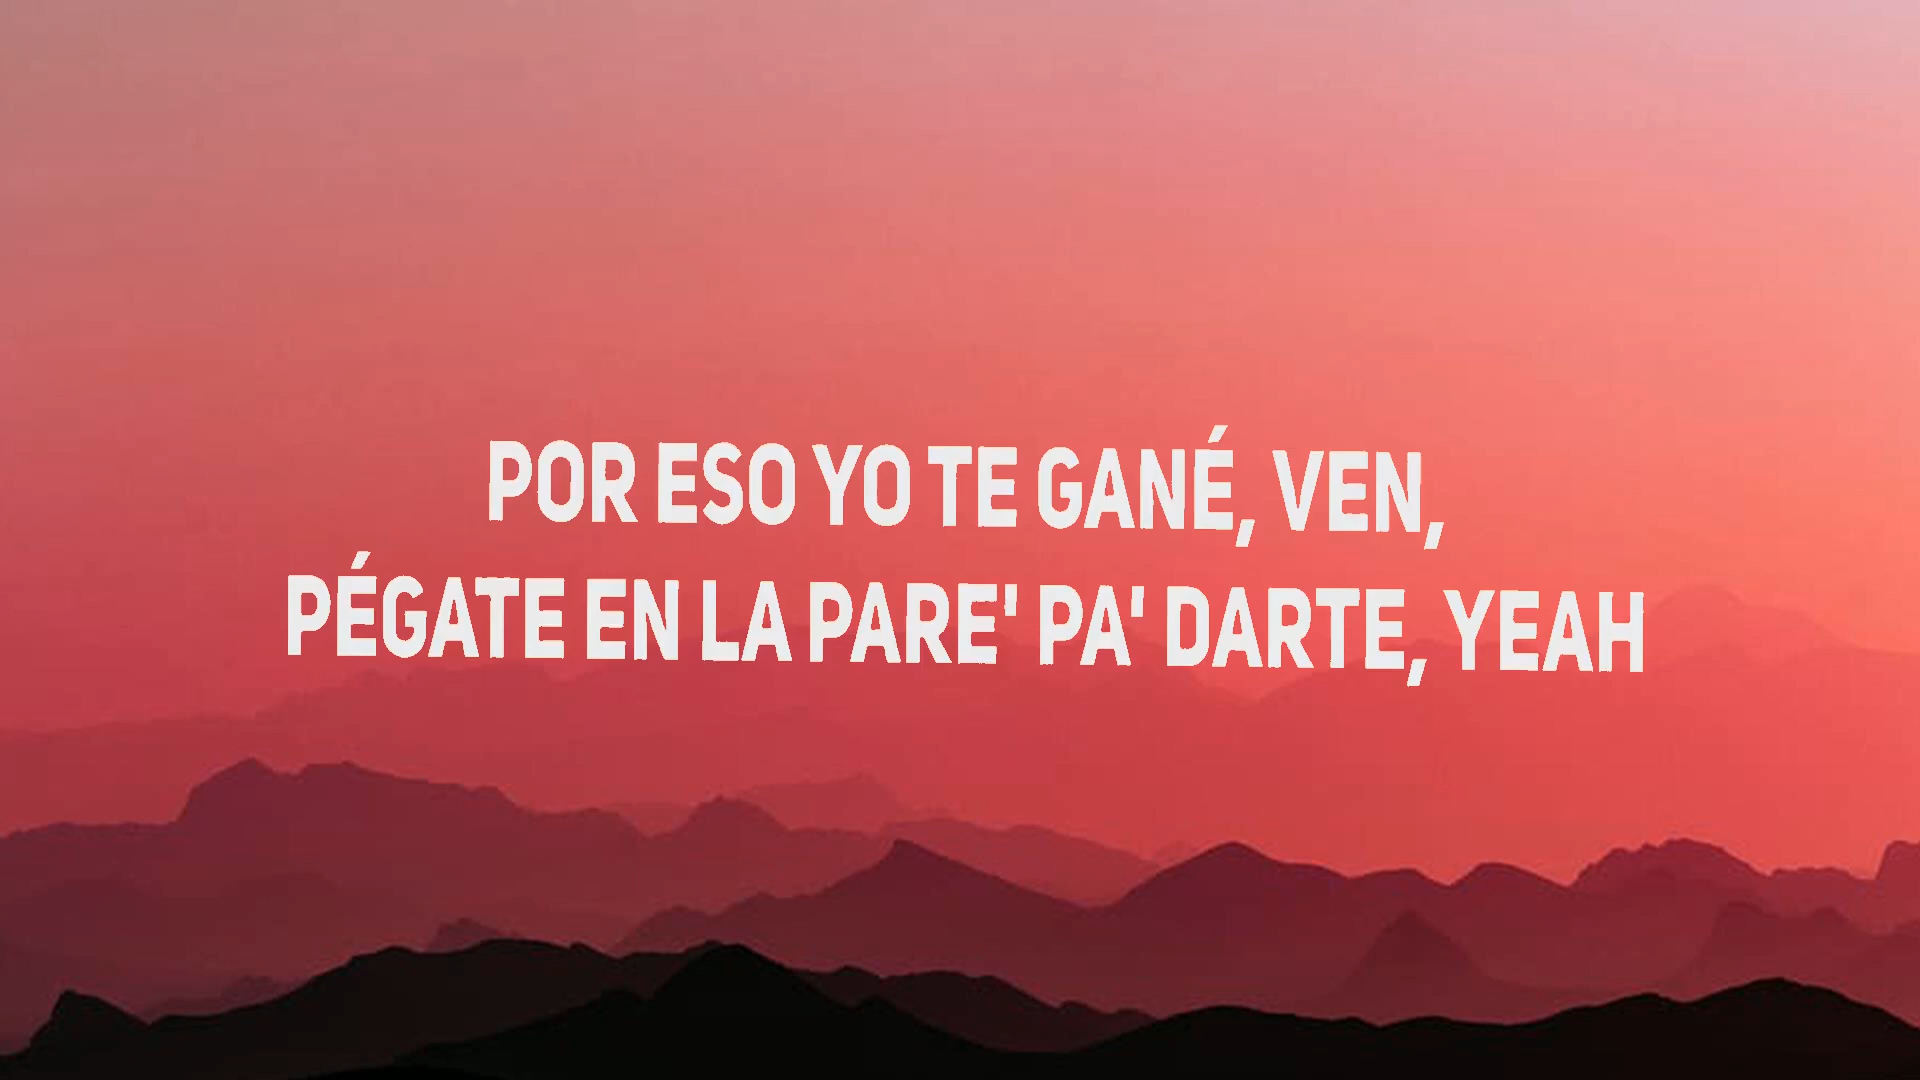 POR ESO YO TE GANÉ, VEN,
PÉGATE EN LA PARE' PA' DARTE, YEAH